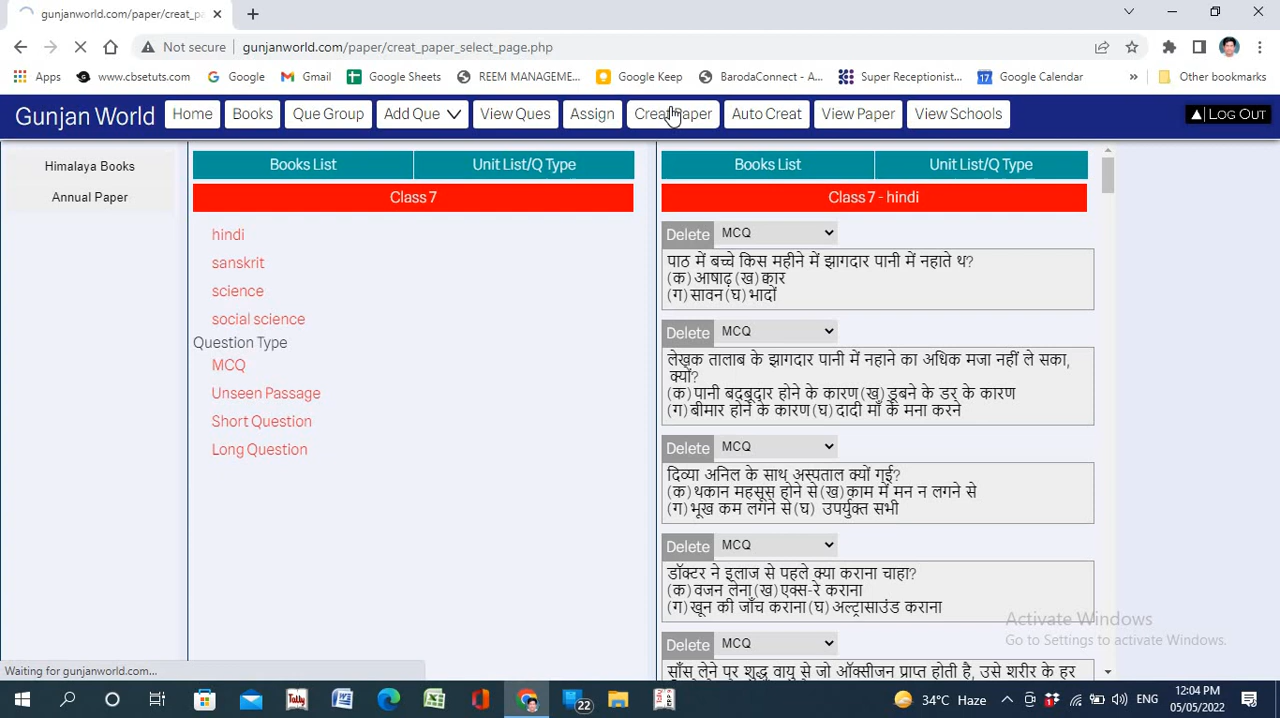 gunjanworld.com/paper/creat_pa
Not secure
gunjanworld.com/paper/creat_paper_select_page.php
Apps
www.cbsetuts.com
Google
Gmail
Google Sheets
REEM MANAGEME...
Google Keep
BarodaConnect - A...
Super Receptionist...
17
Google Calendar
»
Other bookmarks
Gunjan World
Home
Books
Que Group
Add Que
View Ques
Assign
Creat Paper
Auto Creat
View Paper
View Schools
▲| LOG OUT
Himalaya Books
Annual Paper
Books List
Unit List/Q Type
Class 7
hindi
sanskrit
science
social science
Question Type
MCQ
Unseen Passage
Short Question
Long Question
Books List
Unit List/Q Type
Class 7 - hindi
Delete
MCQ
पाठ में बच्चे किस महीने में झागदार पानी में नहाते थ?
(क) आषाढ़ (ख) क्वार
(ग) सावन (घ) भादों
Delete
MCQ
लेखक तालाब के झागदार पानी में नहाने का अधिक मजा नहीं ले सका,
क्यों?
(क) पानी बदबूदार होने के कारण (ख) डूबने के डर के कारण
(ग) बीमार होने के कारण (घ) दादी माँ के मना करने
Delete
MCQ
दिव्या अनिल के साथ अस्पताल क्यों गई?
(क) थकान महसूस होने से (ख) काम में मन न लगने से
(ग) भूख कम लगने से (घ) उपर्युक्त सभी
Delete
MCQ
डॉक्टर ने इलाज से पहले क्या कराना चाहा?
(क) वजन लेना (ख) एक्स-रे कराना
(ग) खून की जाँच कराना (घ) अल्ट्रासाउंड कराना
Delete
MCQ
साँस लेने पर शुद्ध वायु से जो ऑक्सीजन प्राप्त होती है, उसे शरीर के हर
Activate Windows
Go to Settings to activate Windows.
Waiting for gunjanworld.com...
22
34°C Haze
ENG
12:04 PM
05/05/2022